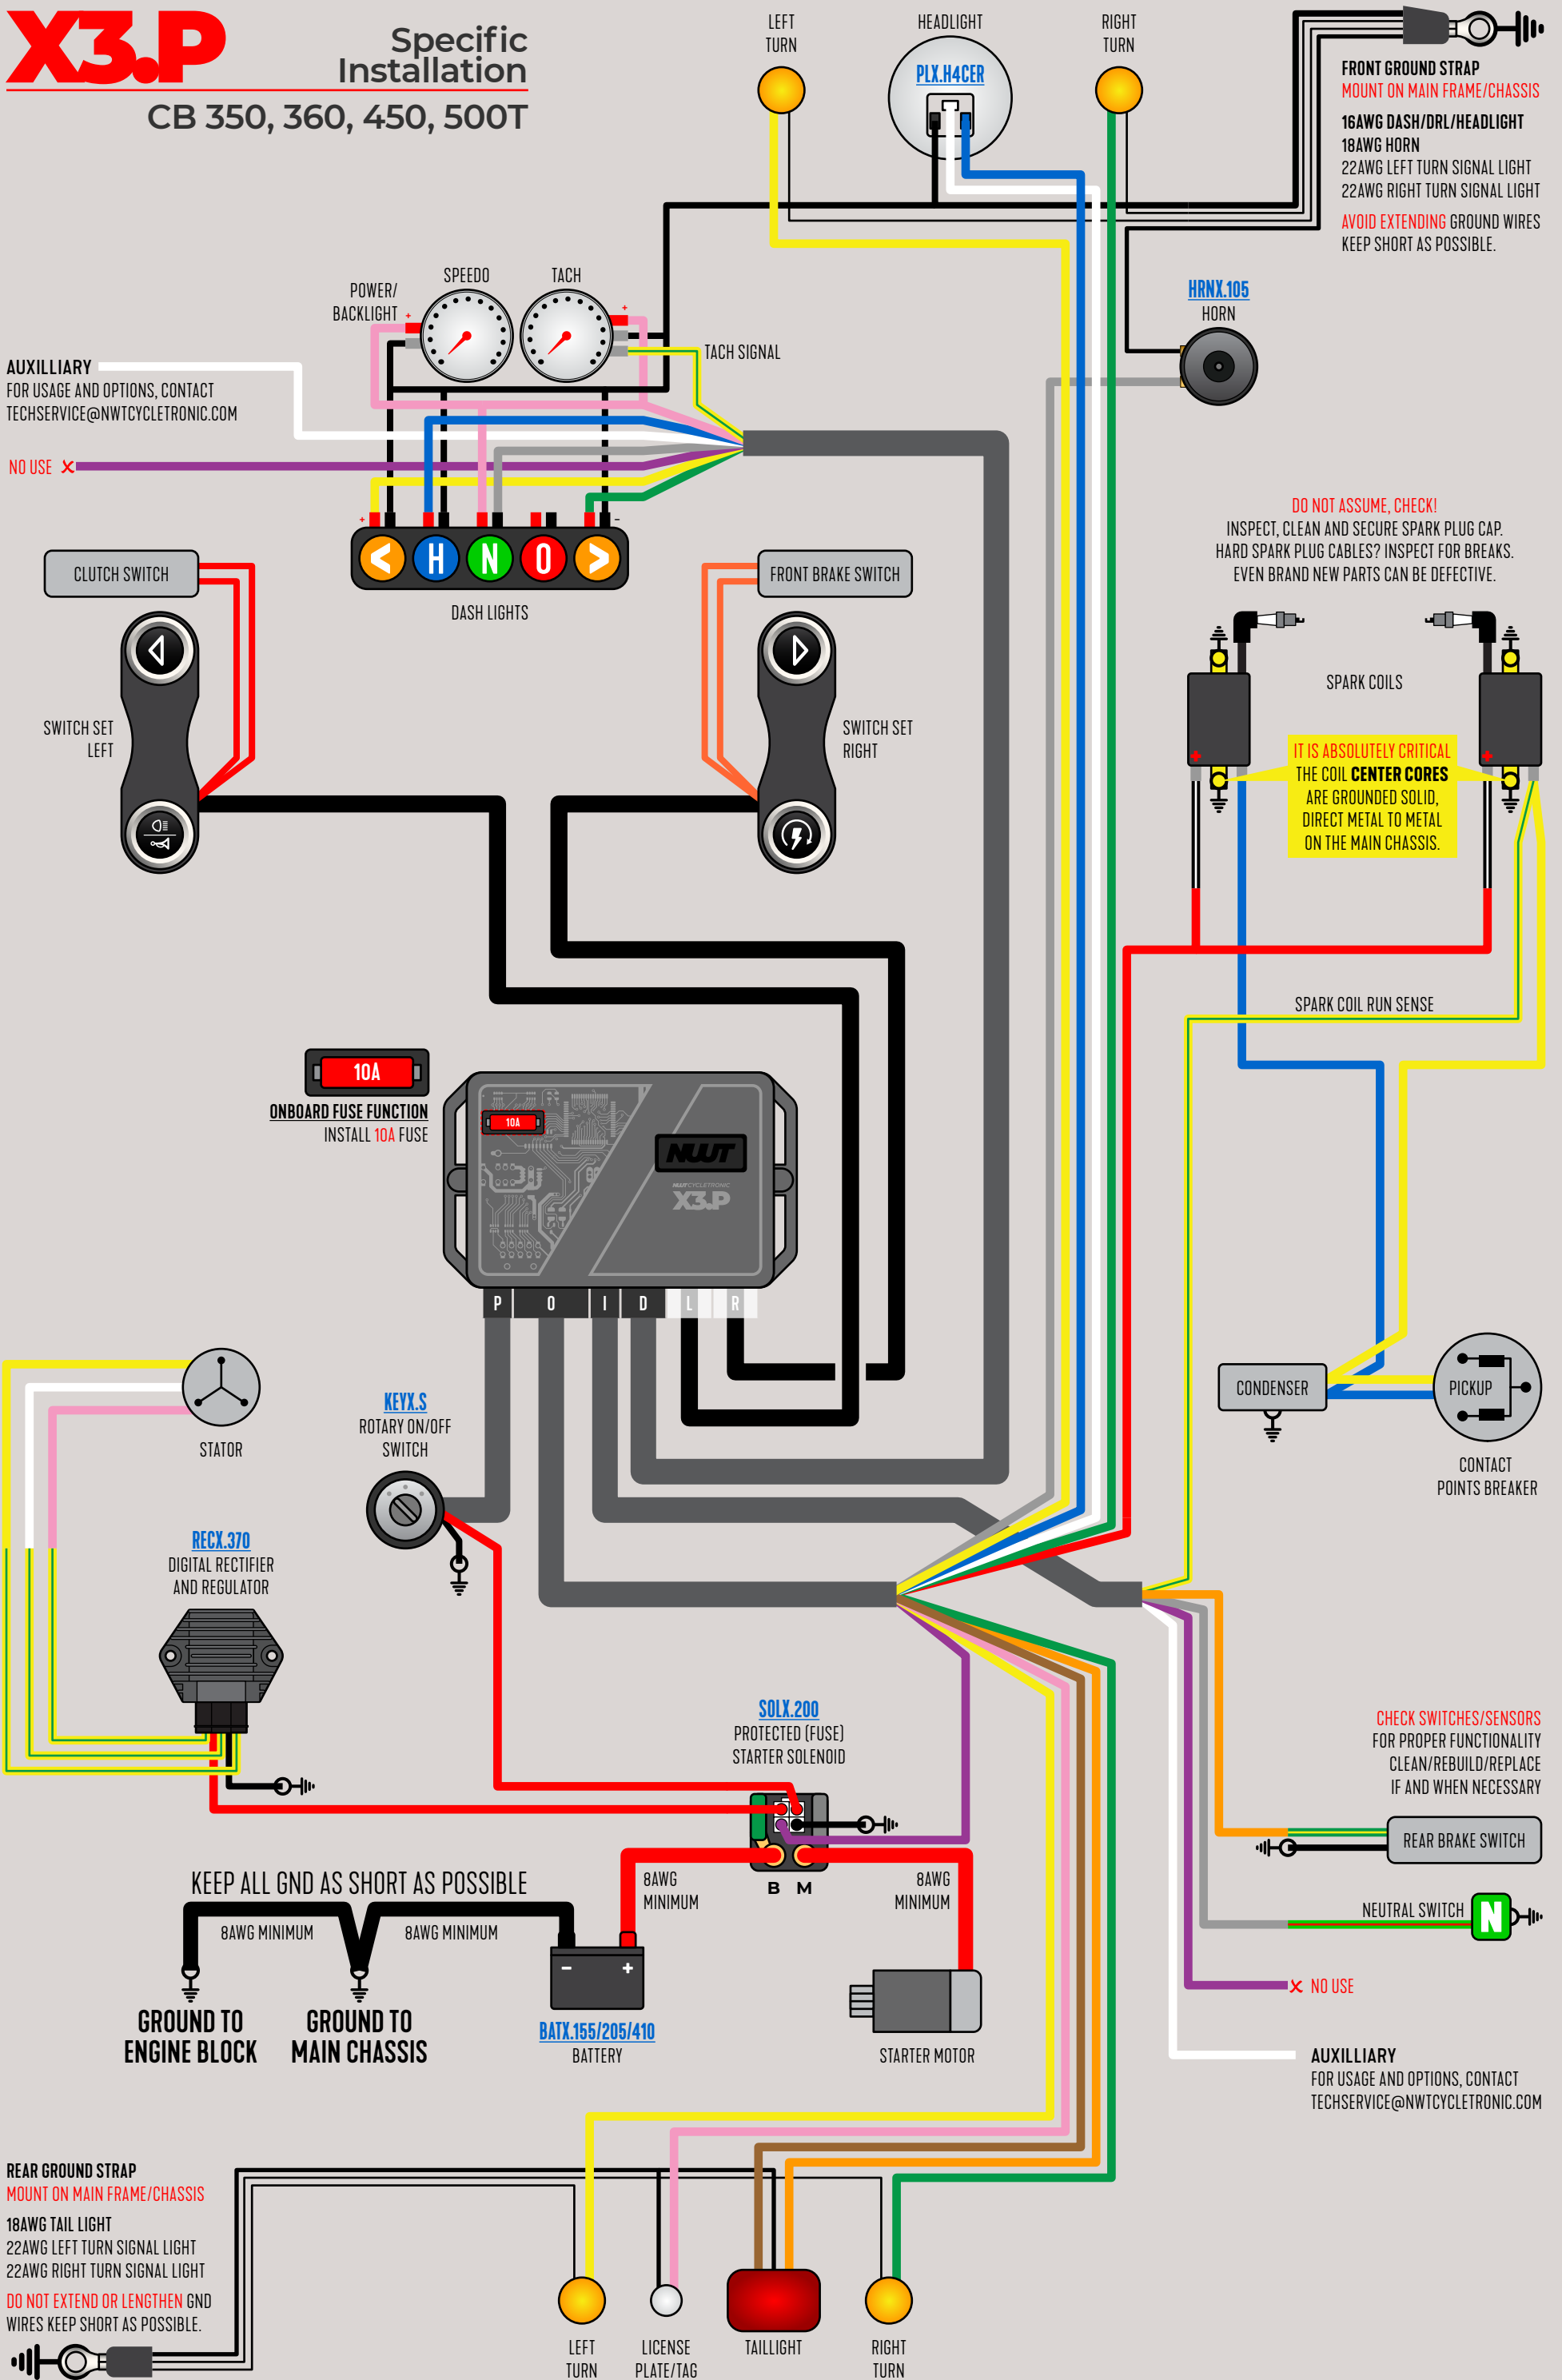 X3.P
Specific
Installation
CB 350, 360, 450, 500T
LEFT
TURN
HEADLIGHT
PLX.H4CER
RIGHT
TURN
FRONT GROUND STRAP
MOUNT ON MAIN FRAME/CHASSIS
16AWG DASH/DRL/HEADLIGHT
18AWG HORN
22AWG LEFT TURN SIGNAL LIGHT
22AWG RIGHT TURN SIGNAL LIGHT
AVOID EXTENDING GROUND WIRES
KEEP SHORT AS POSSIBLE.
SPEEDO
TACH
POWER/
BACKLIGHT
+
+
TACH SIGNAL
HRNX.105
HORN
AUXILLIARY
FOR USAGE AND OPTIONS, CONTACT
TECHSERVICE@NWTCYCLETRONIC.COM
NO USE X
+
-
< H N O >
DASH LIGHTS
CLUTCH SWITCH
FRONT BRAKE SWITCH
SWITCH SET
LEFT
SWITCH SET
RIGHT
DO NOT ASSUME, CHECK!
INSPECT, CLEAN AND SECURE SPARK PLUG CAP.
HARD SPARK PLUG CABLES? INSPECT FOR BREAKS.
EVEN BRAND NEW PARTS CAN BE DEFECTIVE.
SPARK COILS
+
+
IT IS ABSOLUTELY CRITICAL
THE COIL CENTER CORES
ARE GROUNDED SOLID,
DIRECT METAL TO METAL
ON THE MAIN CHASSIS.
SPARK COIL RUN SENSE
10A
ONBOARD FUSE FUNCTION
INSTALL 10A FUSE
10A
NWT
NWTCYCLETRONIC
X3.P
P O I D L R
STATOR
KEYX.S
ROTARY ON/OFF
SWITCH
CONDENSER
PICKUP
CONTACT
POINTS BREAKER
RECX.370
DIGITAL RECTIFIER
AND REGULATOR
SOLX.200
PROTECTED (FUSE)
STARTER SOLENOID
B M
8AWG
MINIMUM
8AWG
MINIMUM
CHECK SWITCHES/SENSORS
FOR PROPER FUNCTIONALITY
CLEAN/REBUILD/REPLACE
IF AND WHEN NECESSARY
REAR BRAKE SWITCH
NEUTRAL SWITCH
N
X NO USE
AUXILLIARY
FOR USAGE AND OPTIONS, CONTACT
TECHSERVICE@NWTCYCLETRONIC.COM
KEEP ALL GND AS SHORT AS POSSIBLE
8AWG MINIMUM
8AWG MINIMUM
GROUND TO
ENGINE BLOCK
GROUND TO
MAIN CHASSIS
- +
BATX.155/205/410
BATTERY
STARTER MOTOR
REAR GROUND STRAP
MOUNT ON MAIN FRAME/CHASSIS
18AWG TAIL LIGHT
22AWG LEFT TURN SIGNAL LIGHT
22AWG RIGHT TURN SIGNAL LIGHT
DO NOT EXTEND OR LENGTHEN GND
WIRES KEEP SHORT AS POSSIBLE.
LEFT
TURN
LICENSE
PLATE/TAG
TAILLIGHT
RIGHT
TURN